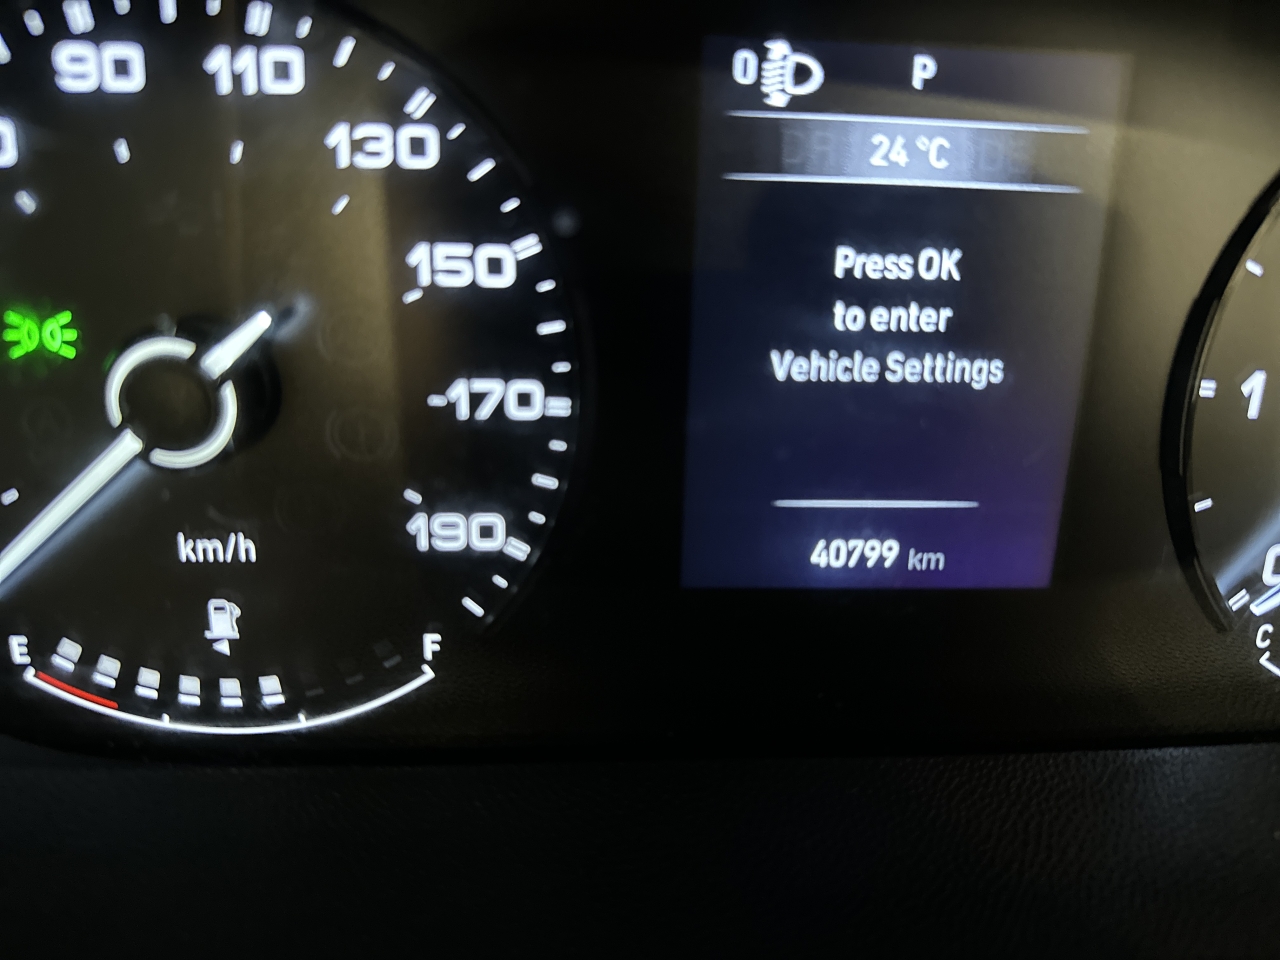 90
110
130
150
170
190
km/h
E
F
0
P
24 °C
Press OK
to enter
Vehicle Settings
40799 km
1
C